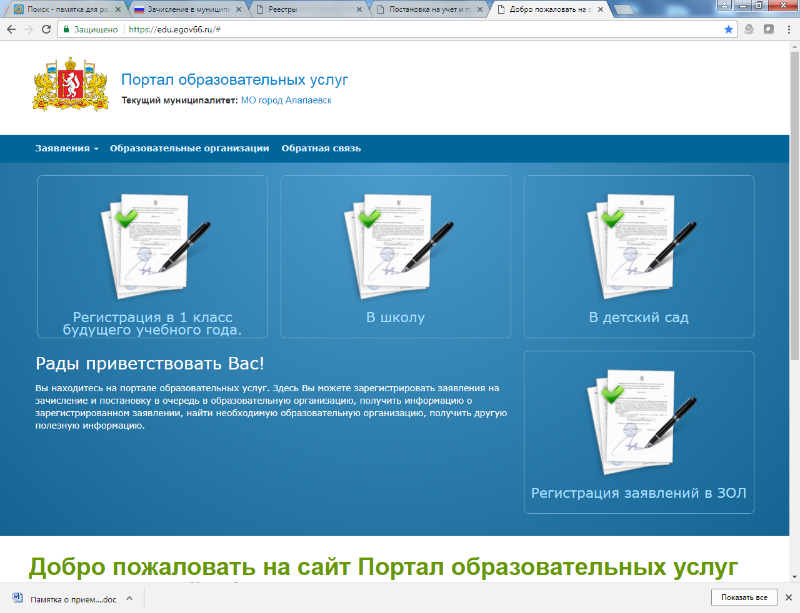 Поиск - памятка для ро
Зачисление в муниципа
Реестры
Постановка на учет и п
Добро пожаловать на с
Защищено
https://edu.egov66.ru/#
Портал образовательных услуг
Текущий муниципалитет: МО город Алапаевск
Заявления
Образовательные организации
Обратная связь
Регистрация в 1 класс
будущего учебного года.
В школу
В детский сад
Рады приветствовать Вас!
Вы находитесь на портале образовательных услуг. Здесь Вы можете зарегистрировать заявления на
зачисление и постановку в очередь в образовательную организацию, получить информацию о
зарегистрированном заявлении, найти необходимую образовательную организацию, получить другую
полезную информацию.
Регистрация заявлений в ЗОЛ
Добро пожаловать на сайт Портал образовательных услуг
Памятка о прием....doc
Показать все